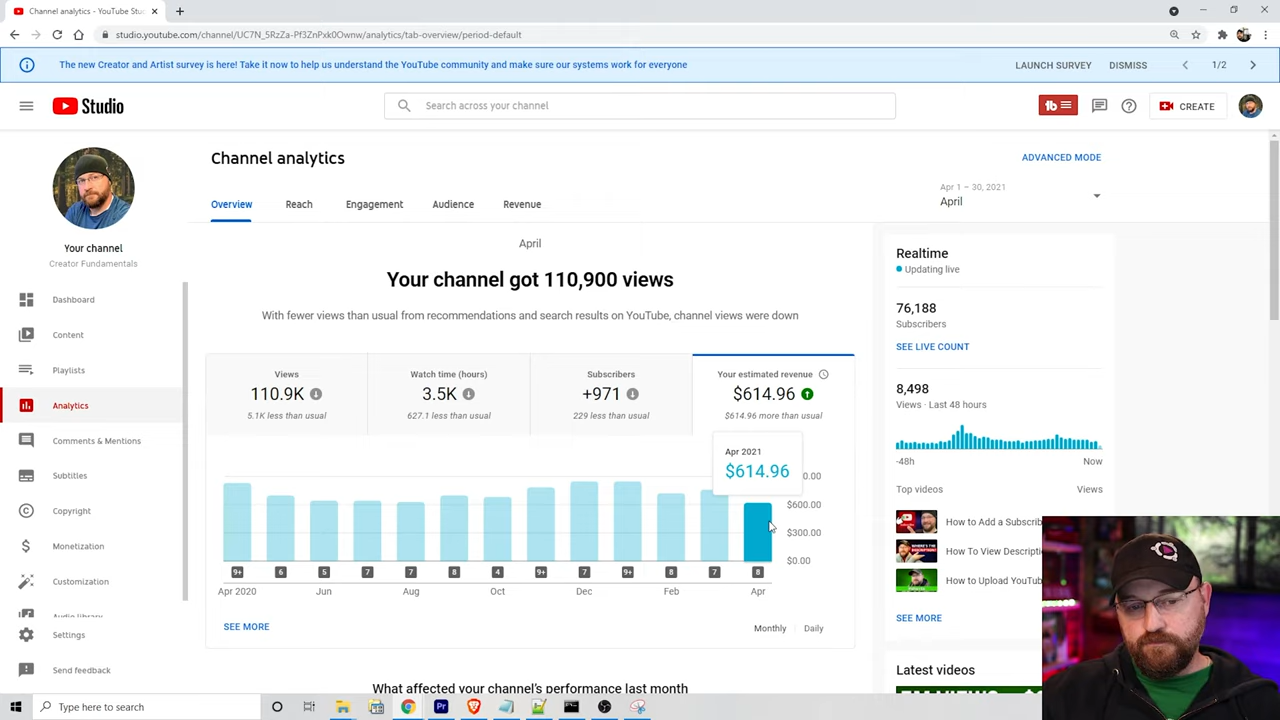 Channel analytics - YouTube Stu
studio.youtube.com/channel/UC7N_5RzZa-Pf3ZnPxk0Ownw/analytics/tab-overview/period-default
The new Creator and Artist survey is here! Take it now to help us understand the YouTube community and make sure our systems work for everyone
LAUNCH SURVEY
DISMISS
1/2
Studio
Search across your channel
tb
CREATE
Your channel
Creator Fundamentals
Dashboard
Content
Playlists
Analytics
Comments & Mentions
Subtitles
Copyright
Monetization
Customization
Audio library
Settings
Send feedback
Channel analytics
ADVANCED MODE
Overview
Reach
Engagement
Audience
Revenue
Apr 1 – 30, 2021
April
April
Your channel got 110,900 views
With fewer views than usual from recommendations and search results on YouTube, channel views were down
Views
110.9K
5.1K less than usual
Watch time (hours)
3.5K
627.1 less than usual
Subscribers
+971
229 less than usual
Your estimated revenue
$614.96
$614.96 more than usual
Apr 2021
$614.96
0.00
$600.00
$300.00
$0.00
9+ 6 5 7 7 8 4 9+ 7 9+ 8 7 8
Apr 2020 Jun Aug Oct Dec Feb Apr
SEE MORE
Monthly
Daily
What affected your channel's performance last month
Realtime
Updating live
76,188
Subscribers
SEE LIVE COUNT
8,498
Views · Last 48 hours
-48h
Now
Top videos
Views
How to Add a Subscrib
How To View Descripti
How to Upload YouTub
SEE MORE
Latest videos
Type here to search